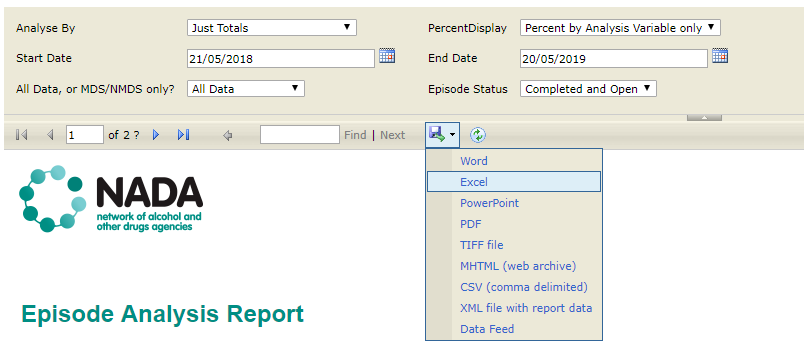 Analyse By Just Totals PercentDisplay Percent by Analysis Variable only
Start Date 21/05/2018 End Date 20/05/2019
All Data, or MDS/NMDS only? All Data Episode Status Completed and Open
1 of 2 ? Find | Next
Word
Excel
PowerPoint
PDF
TIFF file
MHTML (web archive)
CSV (comma delimited)
XML file with report data
Data Feed
NADA
network of alcohol and
other drugs agencies
Episode Analysis Report